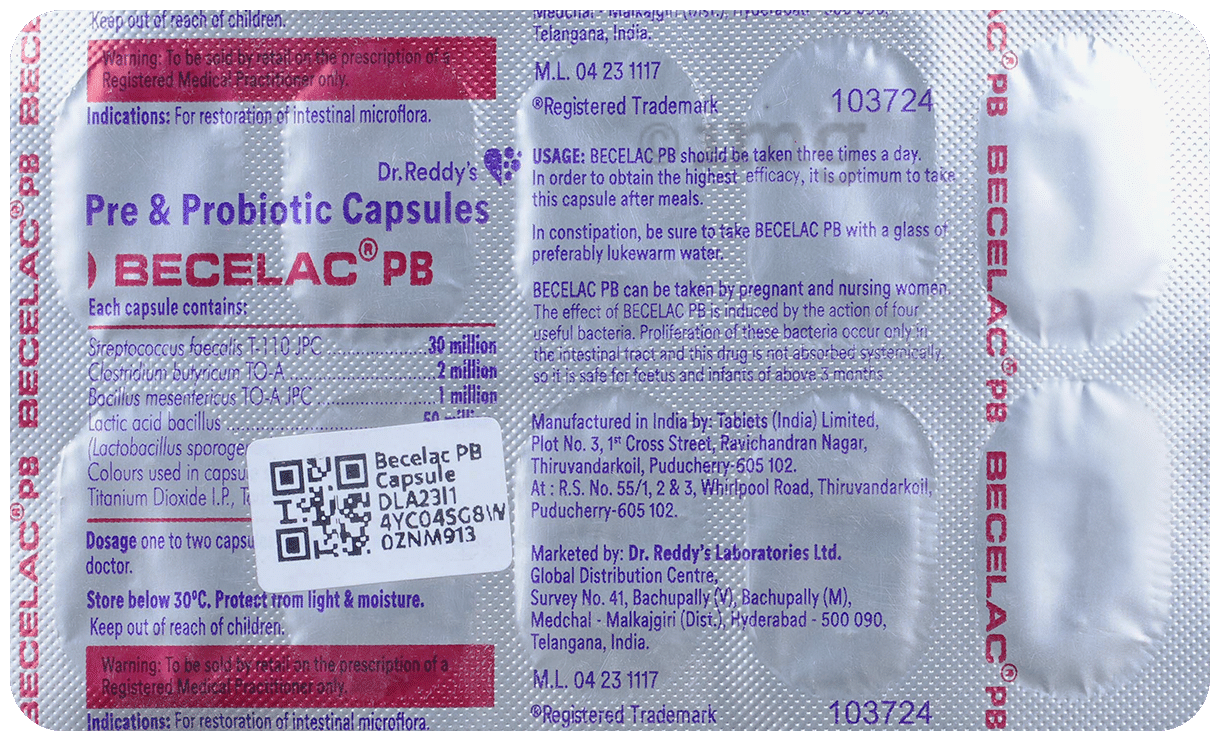 Keep out of reach of children.
Warning: To be sold by retail on the prescription of a
Registered Medical Practitioner only.
Indications: For restoration of intestinal microflora.
Dr.Reddy's
Pre & Probiotic Capsules
) BECELAC® PB
Each capsule contains:
Streptococcus faecalis T-110 JPC ....................30 million
Clostridium butyricum TO-A ..............................2 million
Bacillus mesentericus TO-A JPC ........................1 million
Lactic acid bacillus
(Lactobacillus
Colours used in
Titanium Dioxide I.P.,
Dosage one to two
doctor.
Store below 30°C. Protect from light & moisture.
Keep out of reach of children.
Warning: To be sold by retail on the prescription of a
Registered Medical Practitioner only.
Indications: For restoration of intestinal microflora.
Becelac PB
Capsule
DLA23I1
4YC04SG8W
0ZNM913
Medchal - Malkajgiri (Dist.), Hyderabad - 500 090,
Telangana, India.
M.L. 04 23 1117
®Registered Trademark 103724
USAGE: BECELAC PB should be taken three times a day.
In order to obtain the highest efficacy, it is optimum to take
this capsule after meals.
In constipation, be sure to take BECELAC PB with a glass of
preferably lukewarm water.
BECELAC PB can be taken by pregnant and nursing women.
The effect of BECELAC PB is induced by the action of four
useful bacteria. Proliferation of these bacteria occur only in
the intestinal tract and this drug is not absorbed systemically,
so it is safe for foetus and infants of above 3 months
Manufactured in India by: Tablets (India) Limited,
Plot No. 3, 1st Cross Street, Ravichandran Nagar,
Thiruvandarkoil, Puducherry-605 102.
At : R.S. No. 55/1, 2 & 3, Whirlpool Road, Thiruvandarkoil,
Puducherry-605 102.
Marketed by: Dr. Reddy's Laboratories Ltd.
Global Distribution Centre,
Survey No. 41, Bachupally (V), Bachupally (M),
Medchal - Malkajgiri (Dist.), Hyderabad - 500 090,
Telangana, India.
M.L. 04 23 1117
®Registered Trademark 103724
BECELAC® PB BECELAC® PB
BECELAC® PB BECELAC® PB